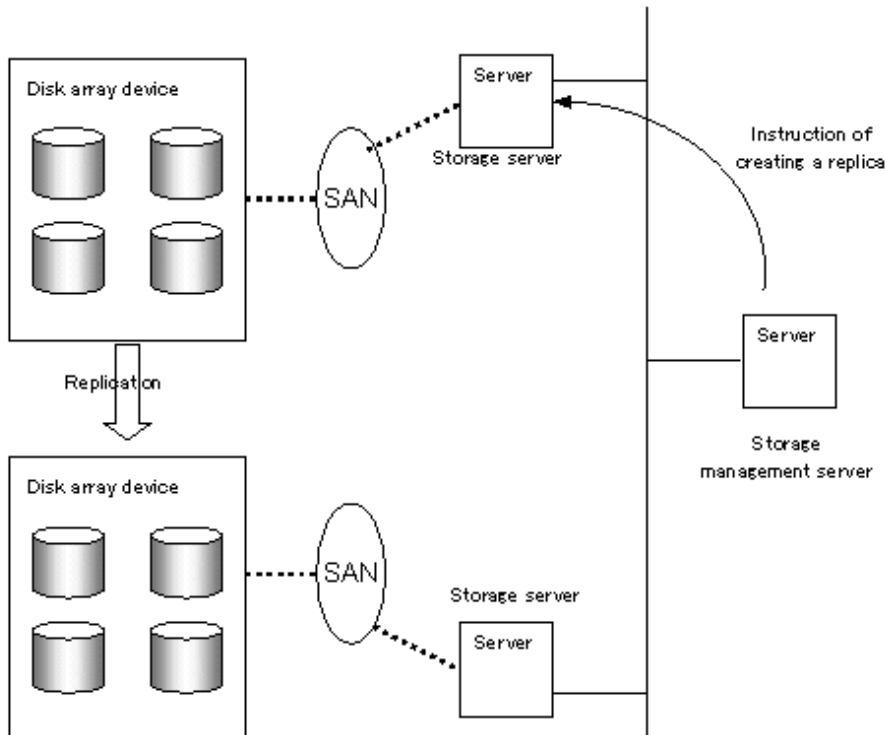 Disk array device
Server
Storage server
SAN
Instruction of
creating a replica
Server
Storage
management server
Replication
Disk array device
SAN
Storage server
Server